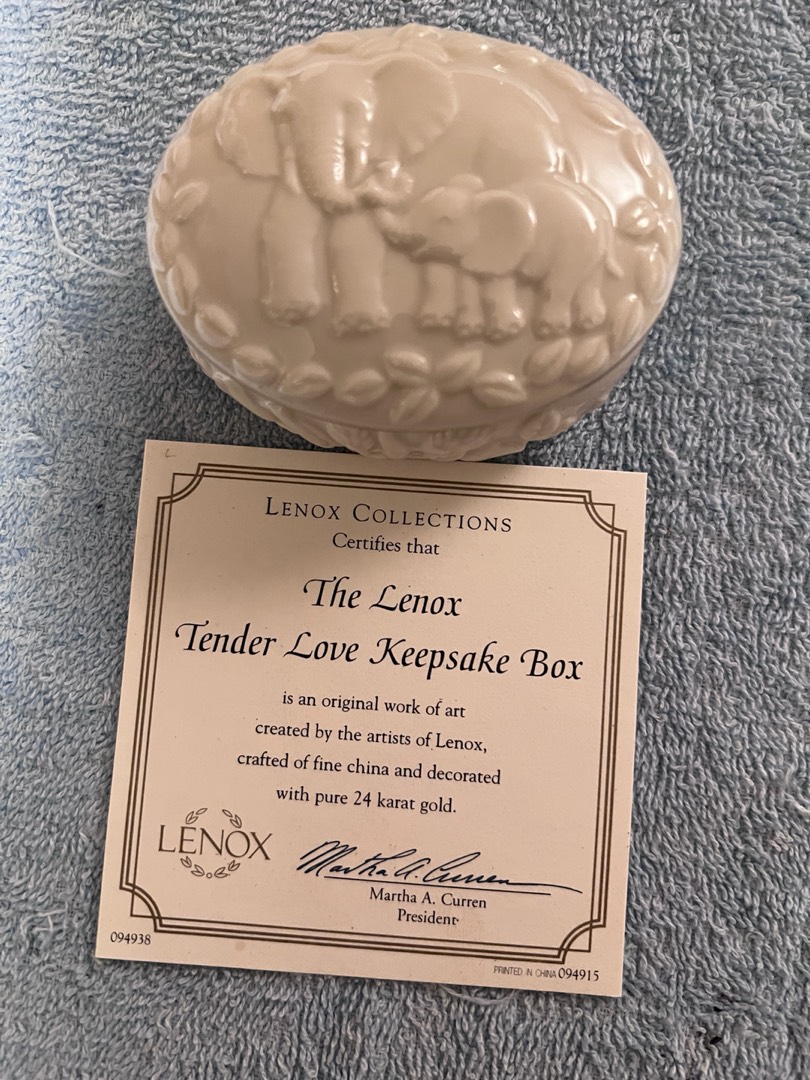 LENOX COLLECTIONS
Certifies that
The Lenox
Tender Love Keepsake Box
is an original work of art
created by the artists of Lenox,
crafted of fine china and decorated
with pure 24 karat gold.
LENOX
Martha A. Curren
Martha A. Curren
President
094938
PRINTED IN CHINA 094915